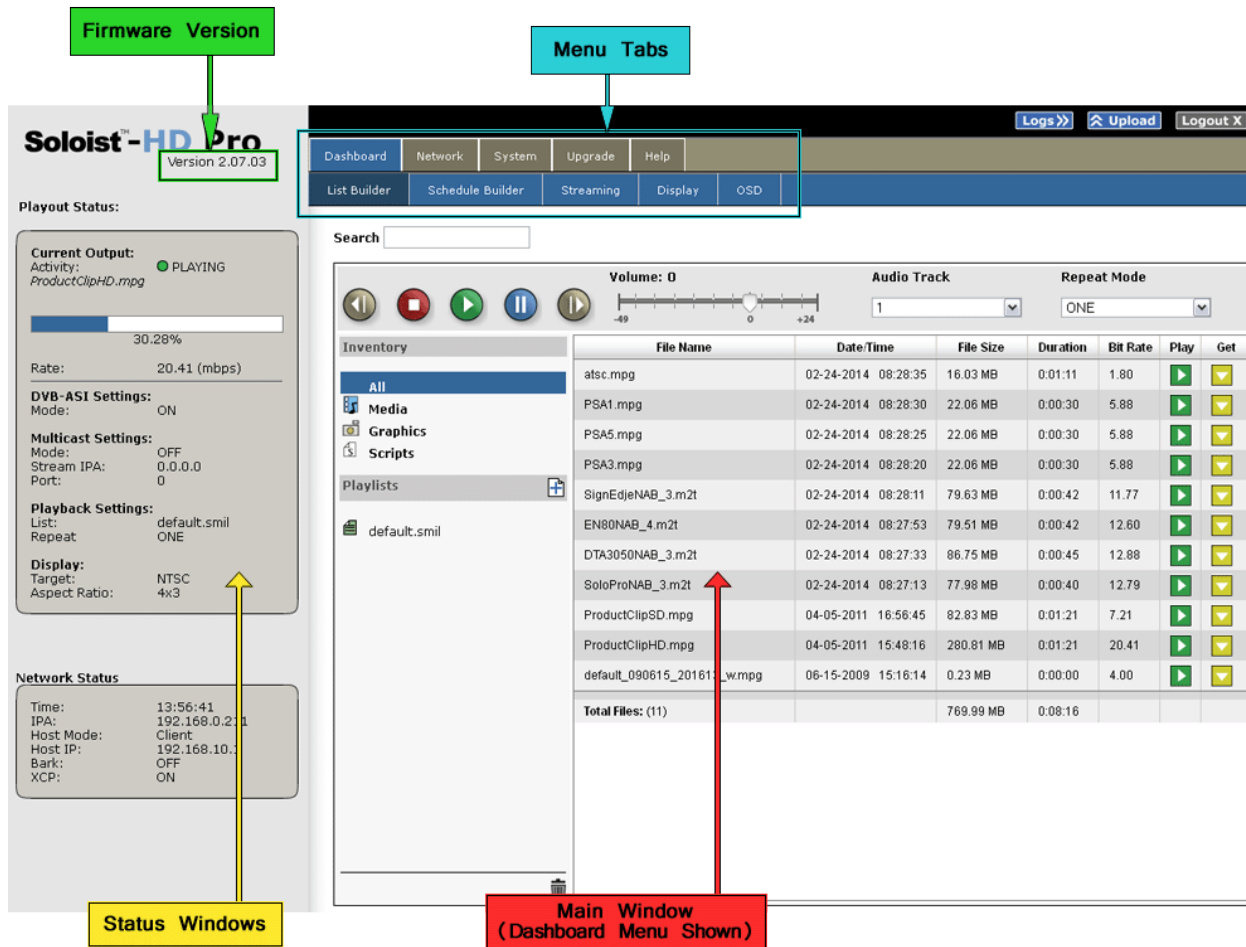 Firmware Version
Menu Tabs
Logs Upload Logout X
Soloist™-HD Pro
Version 2.07.03
Dashboard Network System Upgrade Help
List Builder Schedule Builder Streaming Display OSD
Playout Status:
Current Output:
Activity: PLAYING
ProductClipHD.mpg
30.28%
Rate: 20.41 (mbps)
DVB-ASI Settings:
Mode: ON
Multicast Settings:
Mode: OFF
Stream IPA: 0.0.0.0
Port: 0
Playback Settings:
List: default.smil
Repeat ONE
Display:
Target: NTSC
Aspect Ratio: 4x3
Network Status
Time: 13:56:41
IPA: 192.168.0.211
Host Mode: Client
Host IP:
Bark: OFF
XCP: ON
Search
Volume: 0 Audio Track Repeat Mode
-49 0 +24 1 ONE
Inventory
All
Media
Graphics
Scripts
Playlists
default.smil
File Name Date/Time File Size Duration Bit Rate Play Get
atsc.mpg 02-24-2014 08:28:35 16.03 MB 0:01:11 1.80
PSA1.mpg 02-24-2014 08:28:30 22.06 MB 0:00:30 5.88
PSA5.mpg 02-24-2014 08:28:25 22.06 MB 0:00:30 5.88
PSA3.mpg 02-24-2014 08:28:20 22.06 MB 0:00:30 5.88
SignEdjeNAB_3.m2t 02-24-2014 08:28:11 79.63 MB 0:00:42 11.77
EN80NAB_4.m2t 02-24-2014 08:27:53 79.51 MB 0:00:42 12.60
DTA3050NAB_3.m2t 02-24-2014 08:27:33 86.75 MB 0:00:45 12.88
SoloProNAB_3.m2t 02-24-2014 08:27:13 77.98 MB 0:00:40 12.79
ProductClipSD.mpg 04-05-2011 16:56:45 82.83 MB 0:01:21 7.21
ProductClipHD.mpg 04-05-2011 15:48:16 280.81 MB 0:01:21 20.41
06-15-2009 15:16:14 0.23 MB 0:00:00 4.00
Total Files: (11) 769.99 MB 0:08:16
Status Windows
Main Window
(Dashboard Menu Shown)